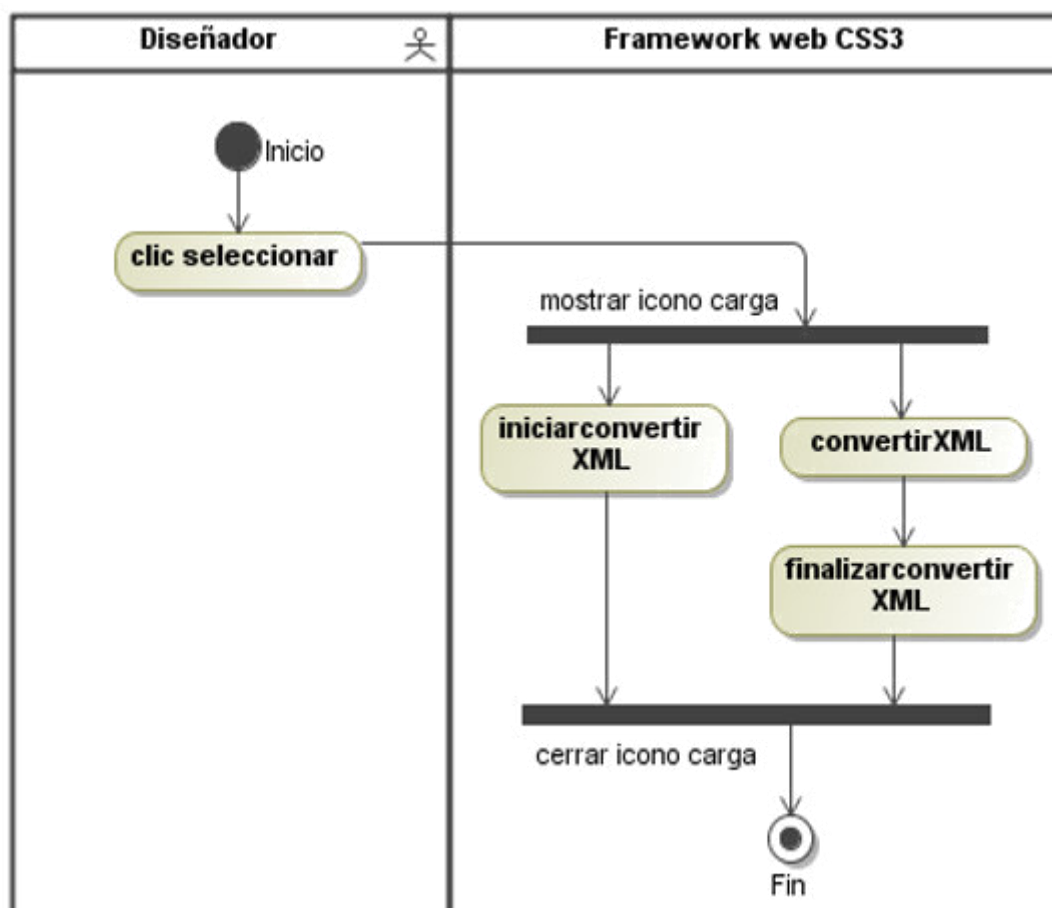 Diseñador
Framework web CSS3
Inicio
clic seleccionar
mostrar icono carga
iniciarconvertir
XML
convertirXML
finalizarconvertir
XML
cerrar icono carga
Fin